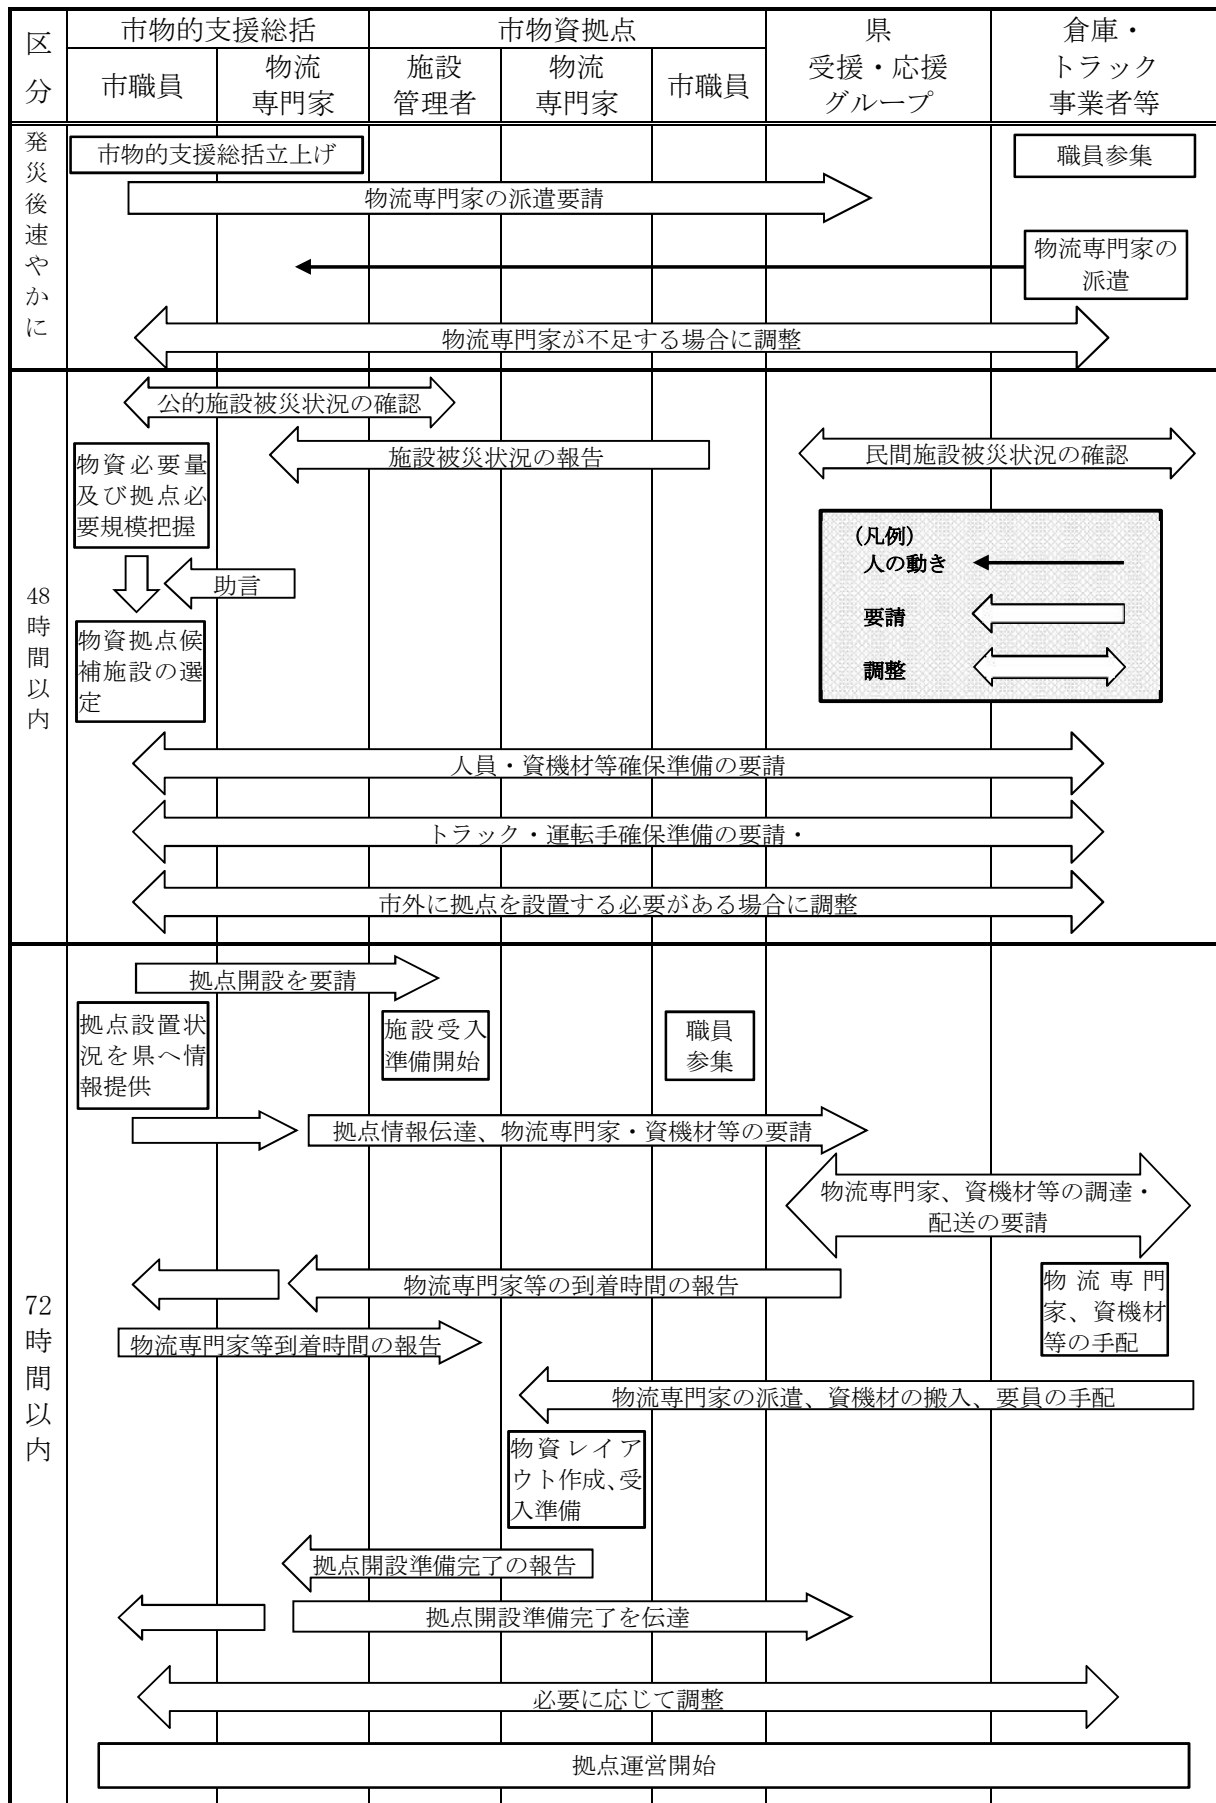 区
分
市物的支援総括
市物資拠点
県
受援・応援
グループ
倉庫・
トラック
事業者等
市職員
物流
専門家
施設
管理者
物流
専門家
市職員
発災後速やかに
市物的支援総括立上げ
職員参集
物流専門家の派遣要請
物流専門家の
派遣
物流専門家が不足する場合に調整
48
時間以内
公的施設被災状況の確認
施設被災状況の報告
民間施設被災状況の確認
物資必要量
及び拠点必
要規模把握
助言
物資拠点候
補施設の選
定
(凡例)
人の動き
要請
調整
人員・資機材等確保準備の要請
トラック・運転手確保準備の要請・
市外に拠点を設置する必要がある場合に調整
72
時間以内
拠点開設を要請
拠点設置状
況を県へ情
報提供
施設受入
準備開始
職員
参集
拠点情報伝達、物流専門家・資機材等の要請
物流専門家、資機材等の調達・
配送の要請
物流専門家等の到着時間の報告
物流専門
家、資機材
等の手配
物流専門家等到着時間の報告
物流専門家の派遣、資機材の搬入、要員の手配
物資レイア
ウト作成、受
入準備
拠点開設準備完了の報告
拠点開設準備完了を伝達
必要に応じて調整
拠点運営開始